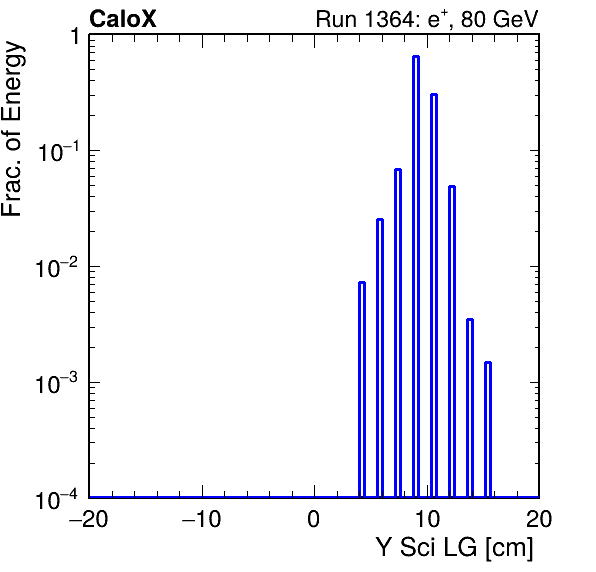 CaloX Run 1364: e⁺, 80 GeV
Frac. of Energy
1
10⁻¹
10⁻²
10⁻³
10⁻⁴
−20 −10 0 10 20
Y Sci LG [cm]